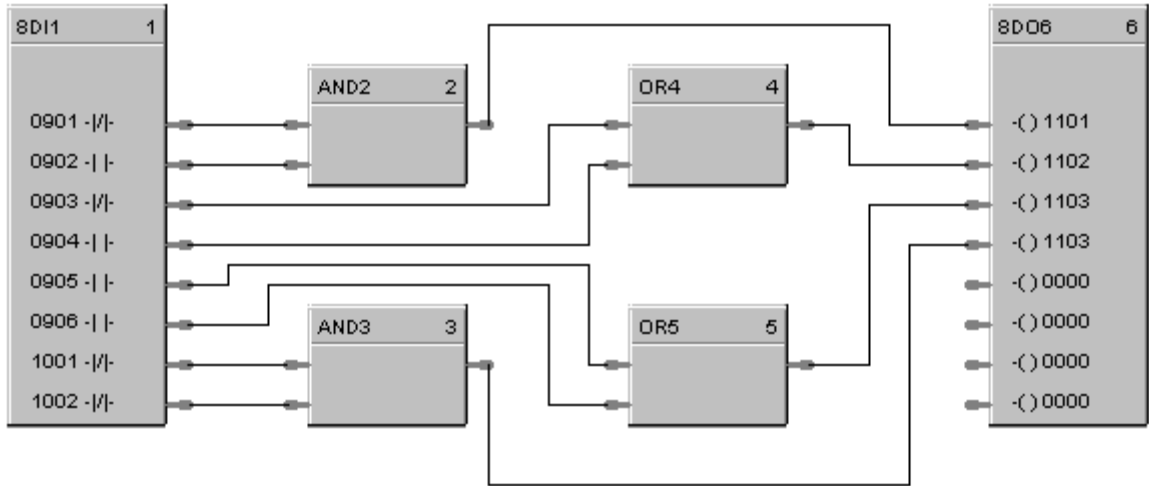 8DI1 1
0901 -|/|-
0902 -| |-
0903 -|/|-
0904 -| |-
0905 -| |-
0906 -| |-
1001 -|/|-
1002 -|/|-
AND2 2
AND3 3
OR4 4
OR5 5
8DO6 6
-( ) 1101
-( ) 1102
-( ) 1103
-( ) 1103
-( ) 0000
-( ) 0000
-( ) 0000
-( ) 0000